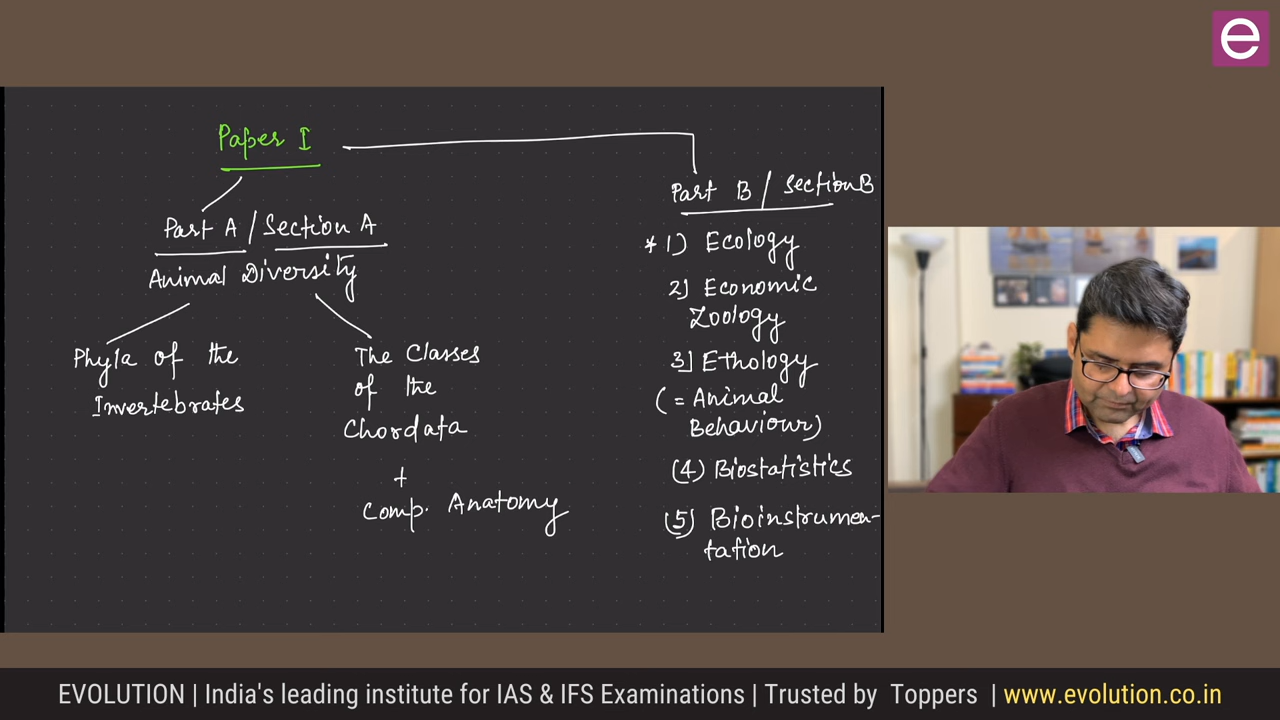 e
Paper I
Part A / Section A
Animal Diversity
Phyla of the
Invertebrates
The Classes
of the
Chordata
+
Comp. Anatomy
Part B / Section B
* 1) Ecology
2) Economic
Zoology
3) Ethology
( = Animal
Behaviour)
(4) Biostatistics
(5) Bioinstrumen-
tation
EVOLUTION | India's leading institute for IAS & IFS Examinations | Trusted by Toppers | www.evolution.co.in